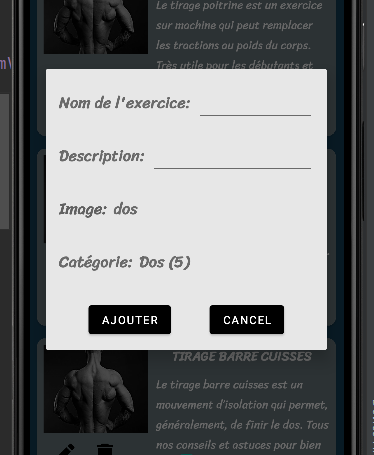 Le tirage poitrine est un exercice
sur machine qui peut remplacer
les tractions au poids du corps.
Très utile pour les débutants et
Nom de l'exercice:
Description:
Image: dos
Catégorie: Dos (5)
AJOUTER CANCEL
TIRAGE BARRE CUISSES
Le tirage barre cuisses est un
mouvement d'isolation qui permet,
généralement, de finir le dos. Tous
nos conseils et astuces pour bien